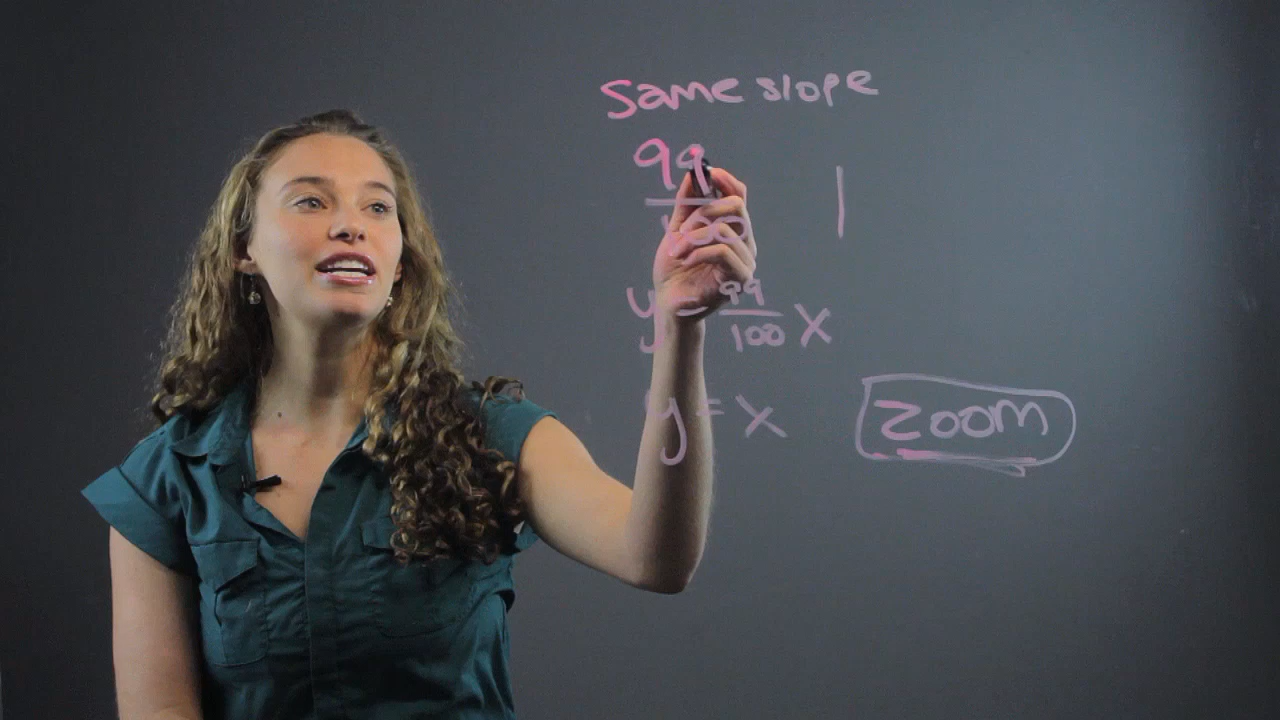 same slope
99
100 1
y = 99/100 x
y = x ZOOM